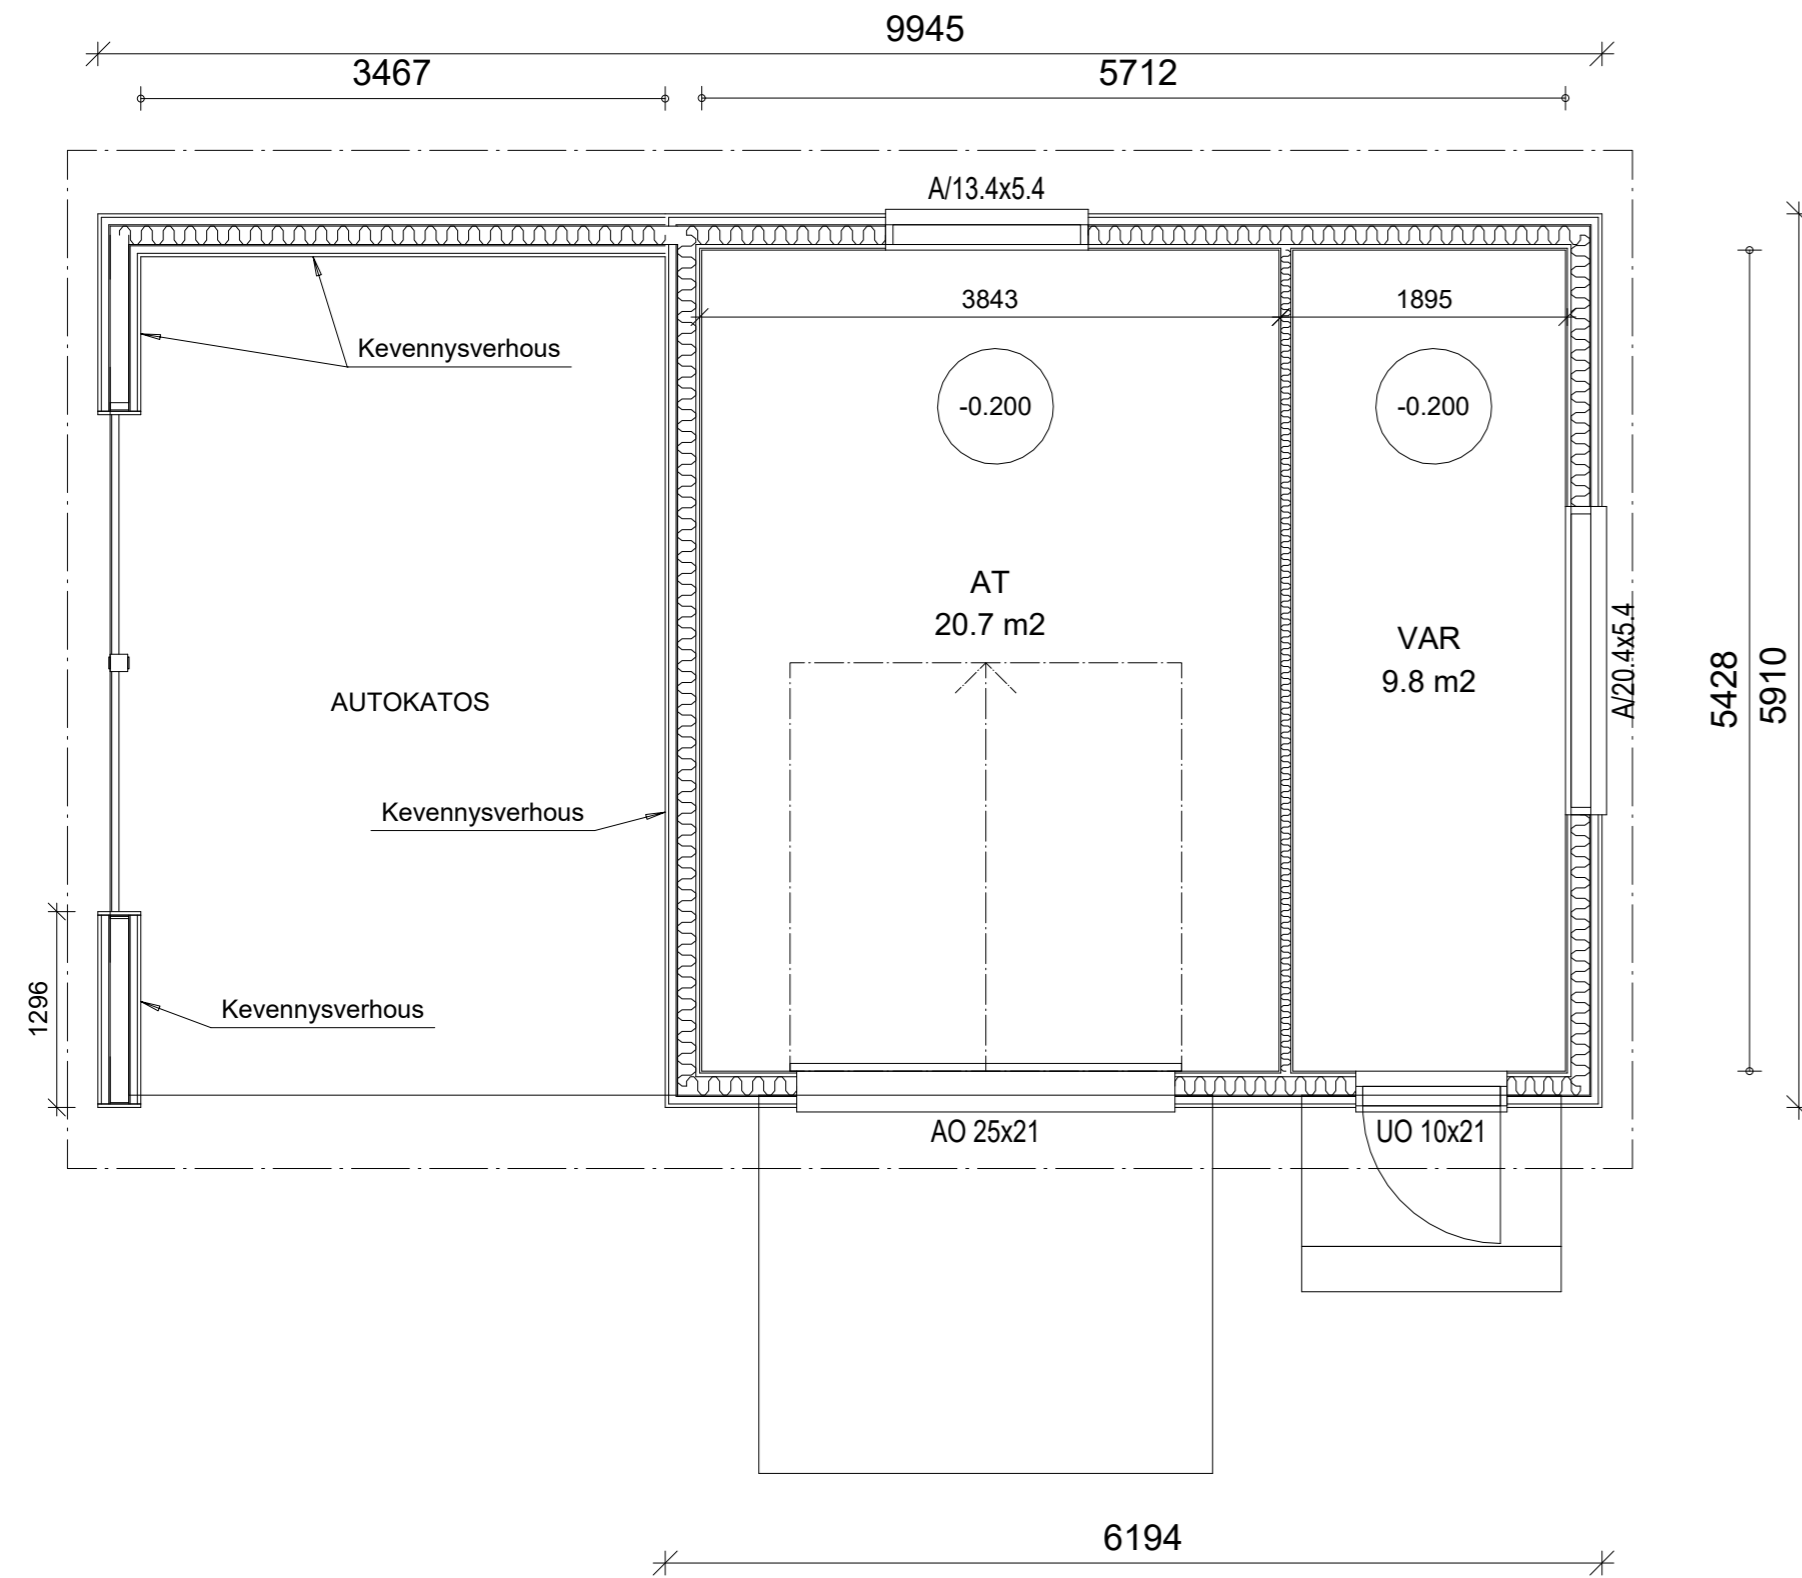 9945
3467
5712
A/13.4x5.4
3843
1895
Kevennysverhous
-0.200
-0.200
AT
20.7 m2
VAR
9.8 m2
A/20.4x5.4
5428
5910
AUTOKATOS
Kevennysverhous
1296
Kevennysverhous
AO 25x21
UO 10x21
6194